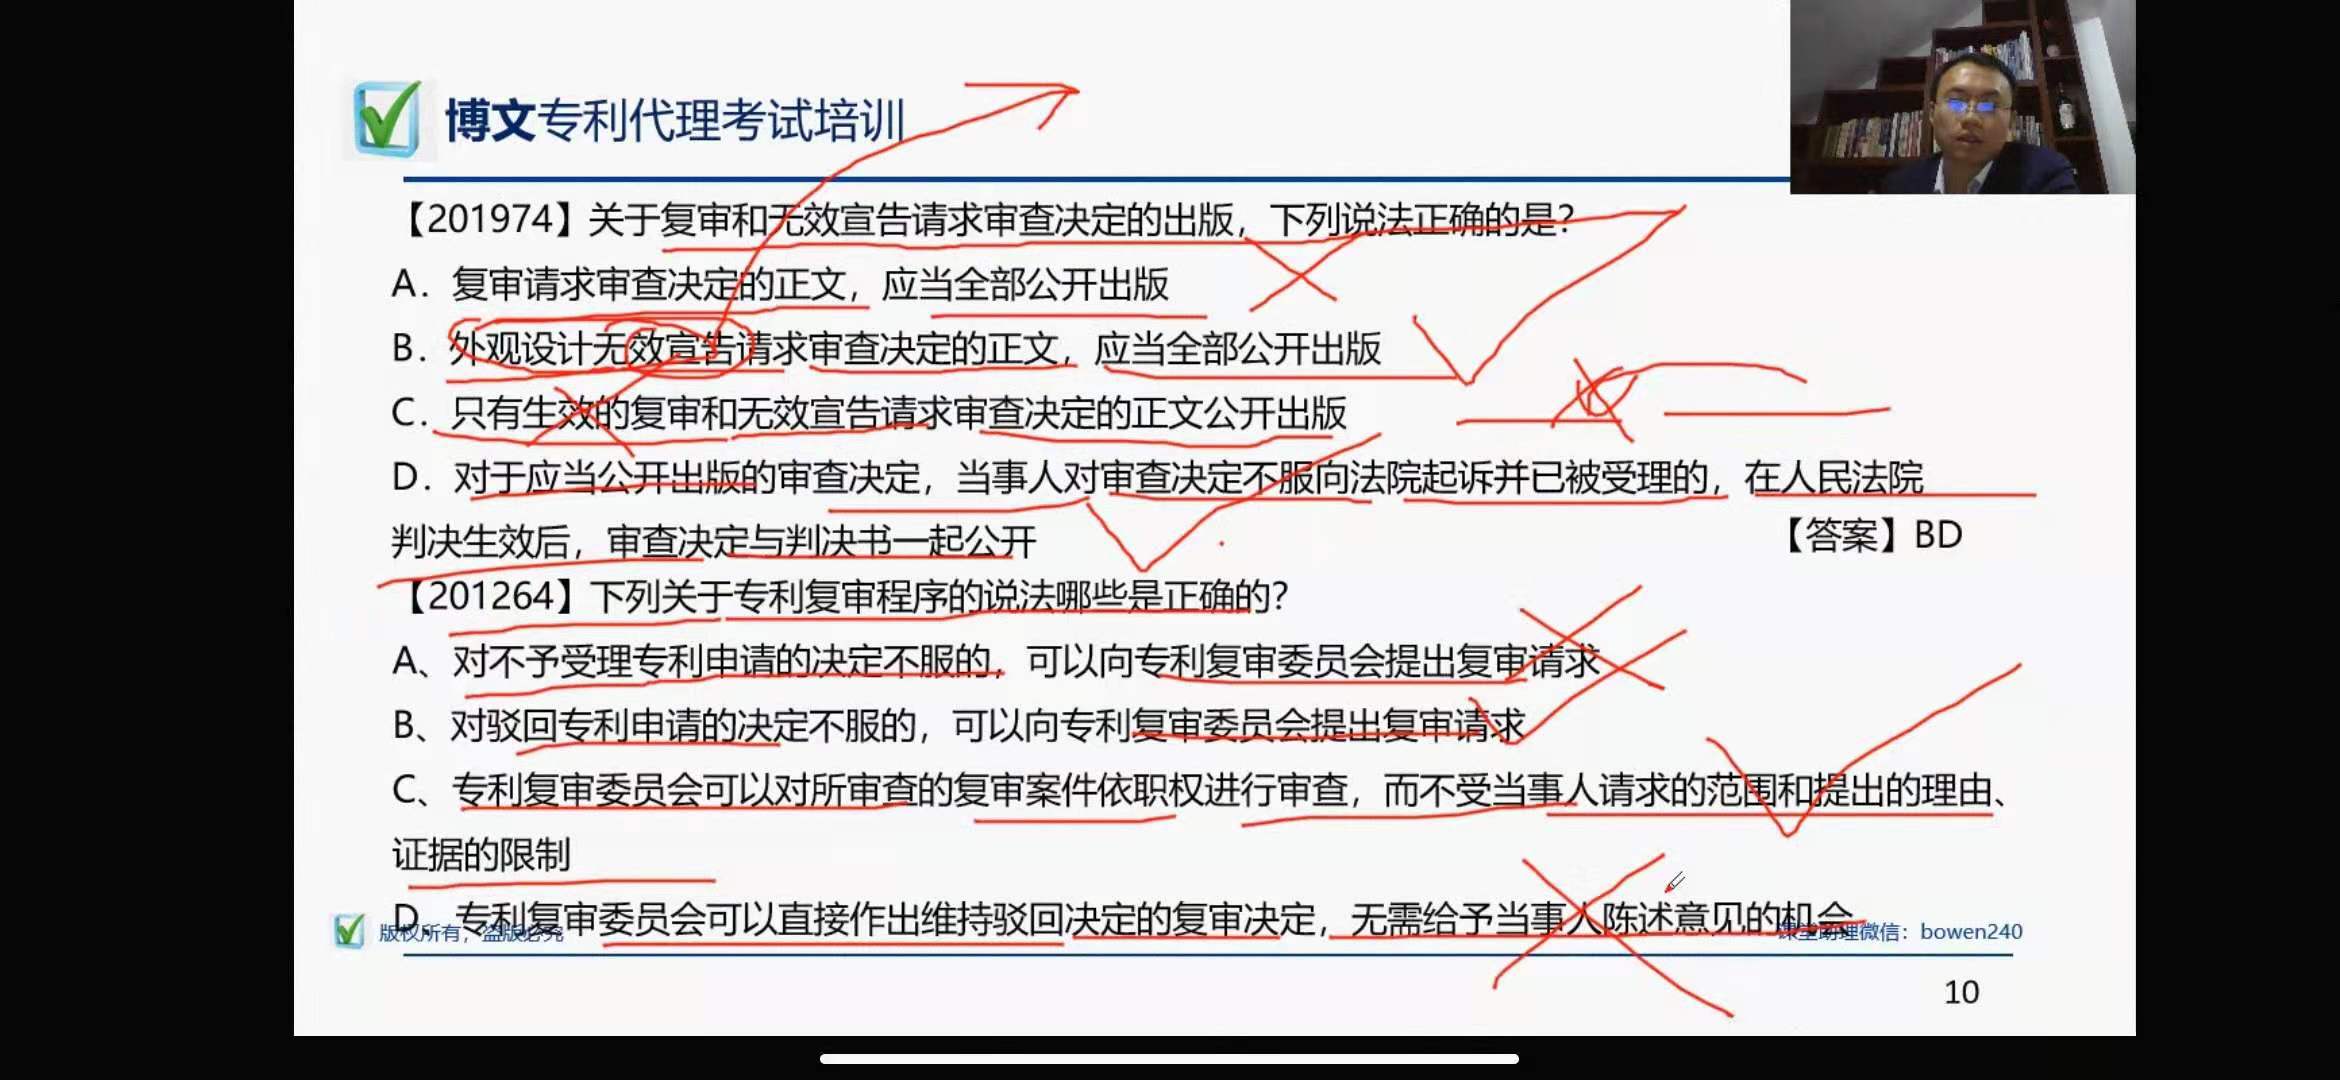 博文专利代理考试培训
【201974】关于复审和无效宣告请求审查决定的出版，下列说法正确的是？
A．复审请求审查决定的正文，应当全部公开出版
B．外观设计无效宣告请求审查决定的正文，应当全部公开出版
C．只有生效的复审和无效宣告请求审查决定的正文公开出版
D．对于应当公开出版的审查决定，当事人对审查决定不服向法院起诉并已被受理的，在人民法院
判决生效后，审查决定与判决书一起公开
【答案】BD
【201264】下列关于专利复审程序的说法哪些是正确的？
A、对不予受理专利申请的决定不服的，可以向专利复审委员会提出复审请求
B、对驳回专利申请的决定不服的，可以向专利复审委员会提出复审请求
C、专利复审委员会可以对所审查的复审案件依职权进行审查，而不受当事人请求的范围和提出的理由、
证据的限制
D、专利复审委员会可以直接作出维持驳回决定的复审决定，无需给予当事人陈述意见的机会
版权所有，盗版必究
课堂助理微信：bowen240
10